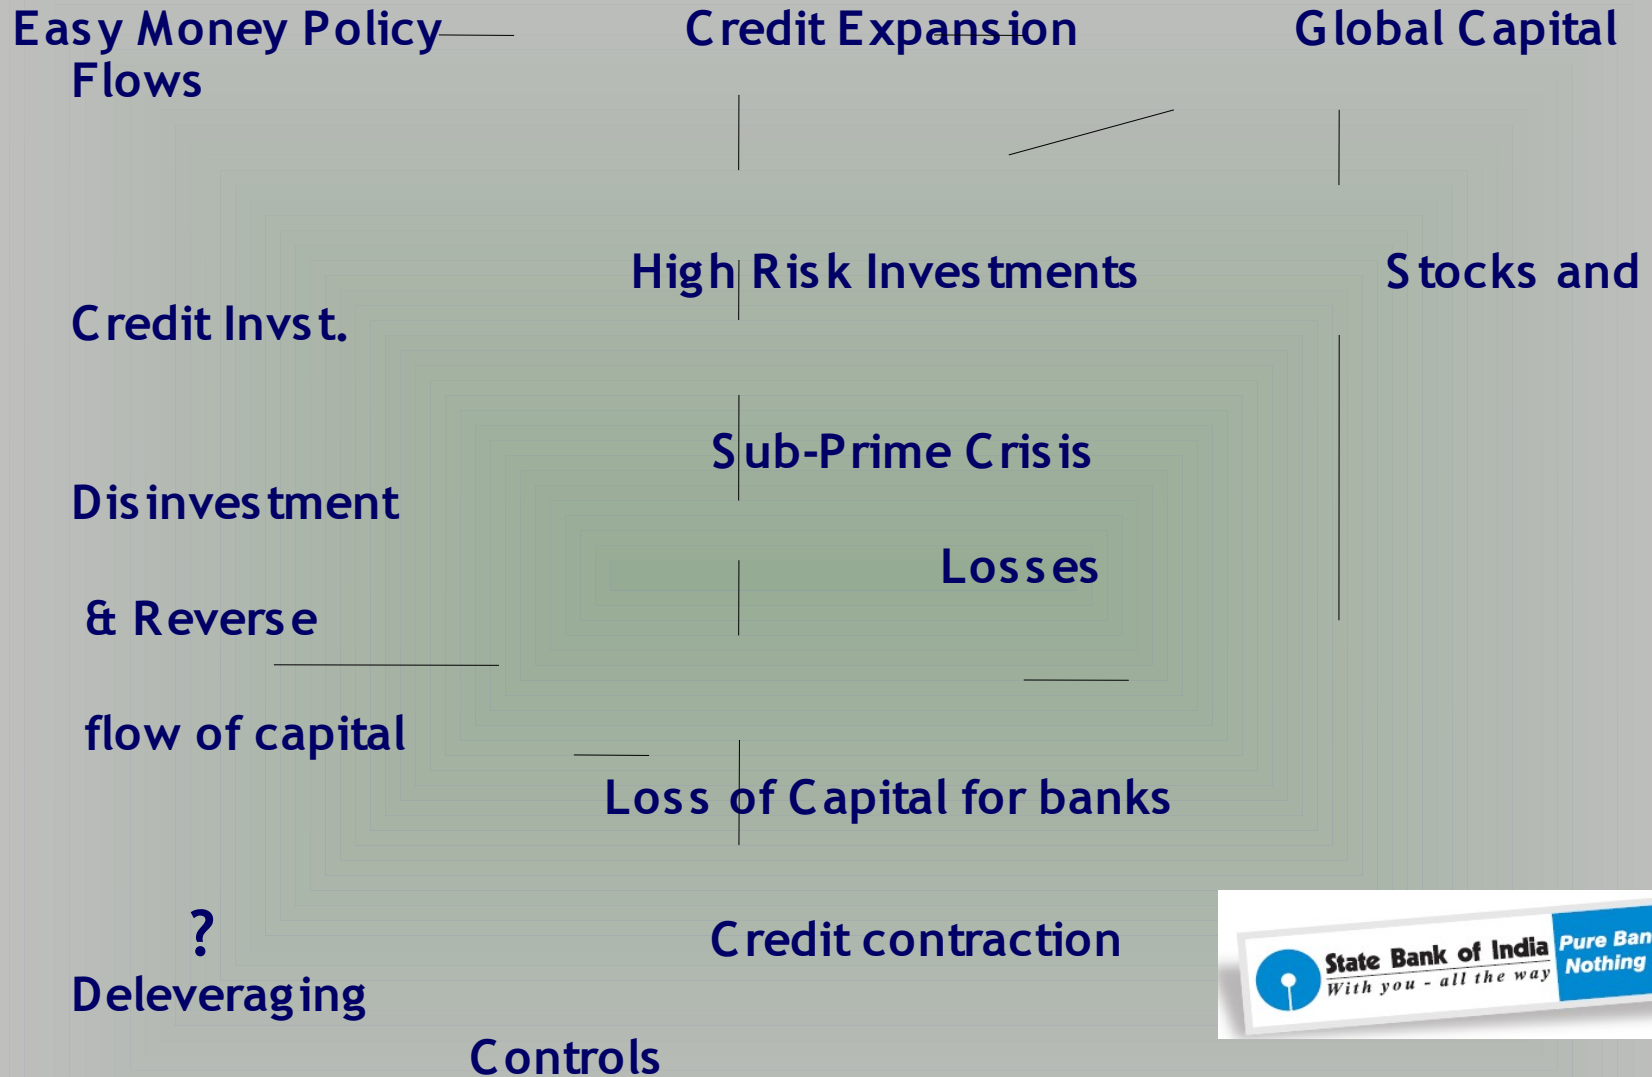 Easy Money Policy Credit Expansion Global Capital
Flows
High Risk Investments Stocks and
Credit Invst.
Sub-Prime Crisis
Disinvestment
Losses
& Reverse
flow of capital
Loss of Capital for banks
? Credit contraction
Deleveraging
Controls
State Bank of India
With you - all the way
Pure Ban
Nothing